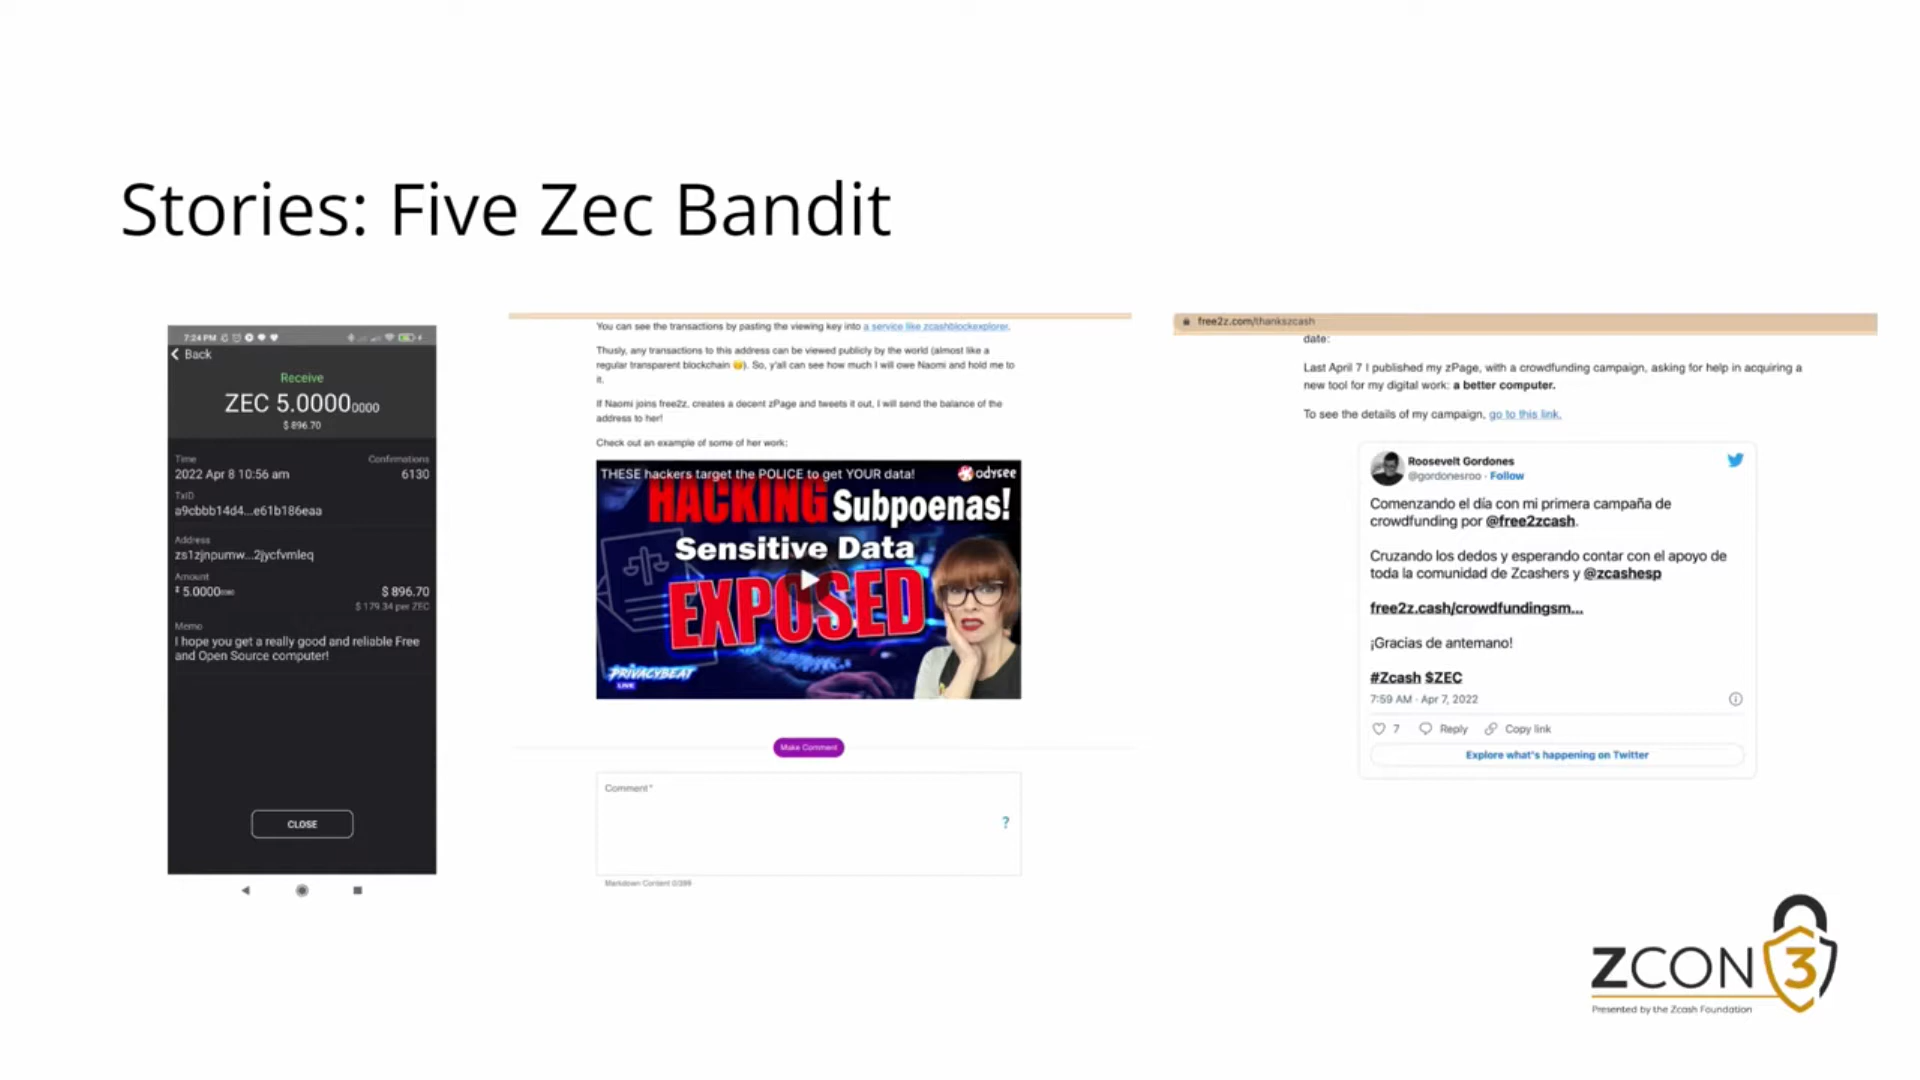 Stories: Five Zec Bandit
7:24 PM
Back
Receive
ZEC 5.00000000
$ 896.70
Time
Confirmations
2022 Apr 8 10:56 am
6130
TxID
a9cbbb14d4...e61b186eaa
Address
zs1zjnpumw...2jycfvmleq
Amount
5.0000
$ 896.70
$ 179.34 per ZEC
Memo
I hope you get a really good and reliable Free
and Open Source computer!
CLOSE
You can see the transactions by pasting the viewing key into a service like zcashblockexplorer.
Thusly, any transactions to this address can be viewed publicly by the world (almost like a
regular transparent blockchain 😬). So, y'all can see how much I will owe Naomi and hold me to
it.
If Naomi joins free2z, creates a decent zPage and tweets it out, I will send the balance of the
address to her!
Check out an example of some of her work:
THESE hackers target the POLICE to get YOUR data!
odysee
HACKING Subpoenas!
Sensitive Data
EXPOSED
PRIVACYBEAT
LIVE
Make Comment
Comment*
?
Markdown Content 0/399
free2z.com/thankszcash
date:
Last April 7 I published my zPage, with a crowdfunding campaign, asking for help in acquiring a
new tool for my digital work: a better computer.
To see the details of my campaign, go to this link.
Roosevelt Gordones
@gordonesroo · Follow
Comenzando el día con mi primera campaña de
crowdfunding por @free2zcash.
Cruzando los dedos y esperando contar con el apoyo de
toda la comunidad de Zcashers y @zcashesp
free2z.cash/crowdfundingsm...
¡Gracias de antemano!
#Zcash $ZEC
7:59 AM · Apr 7, 2022
7 Reply Copy link
Explore what's happening on Twitter
ZCON 3
Presented by the Zcash Foundation